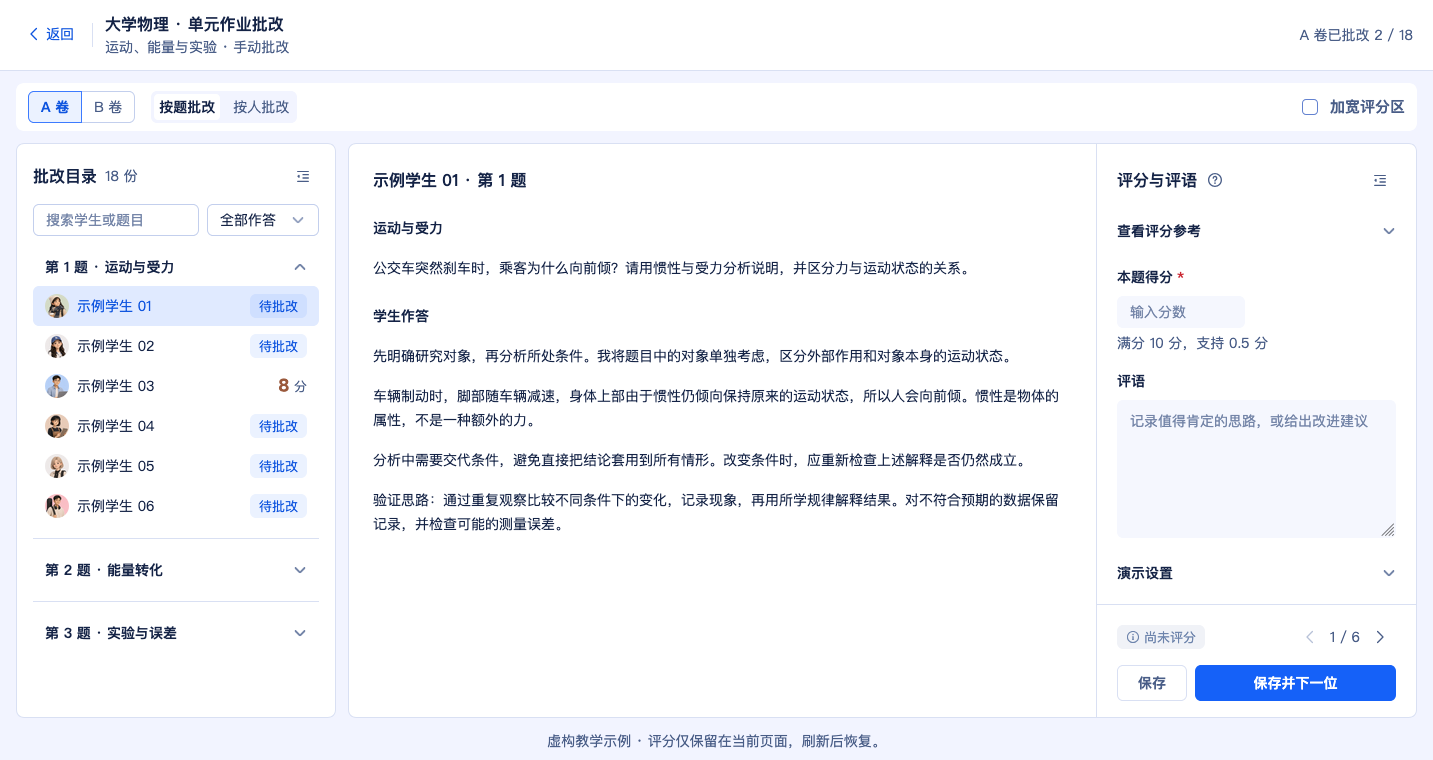 返回
大学物理 · 单元作业批改
运动、能量与实验 · 手动批改
A 卷已批改 2 / 18
A 卷
B 卷
按题批改
按人批改
加宽评分区
批改目录 18 份
搜索学生或题目
全部作答
第 1 题 · 运动与受力
示例学生 01
待批改
示例学生 02
待批改
示例学生 03
8 分
示例学生 04
待批改
示例学生 05
待批改
示例学生 06
待批改
第 2 题 · 能量转化
第 3 题 · 实验与误差
示例学生 01 · 第 1 题
运动与受力
公交车突然刹车时，乘客为什么向前倾？请用惯性与受力分析说明，并区分力与运动状态的关系。
学生作答
先明确研究对象，再分析所处条件。我将题目中的对象单独考虑，区分外部作用和对象本身的运动状态。
车辆制动时，脚部随车辆减速，身体上部由于惯性仍倾向保持原来的运动状态，所以人会向前倾。惯性是物体的
属性，不是一种额外的力。
分析中需要交代条件，避免直接把结论套用到所有情形。改变条件时，应重新检查上述解释是否仍然成立。
验证思路：通过重复观察比较不同条件下的变化，记录现象，再用所学规律解释结果。对不符合预期的数据保留
记录，并检查可能的测量误差。
评分与评语
查看评分参考
本题得分 *
输入分数
满分 10 分，支持 0.5 分
评语
记录值得肯定的思路，或给出改进建议
演示设置
尚未评分
1 / 6
保存
保存并下一位
虚构教学示例 · 评分仅保留在当前页面，刷新后恢复。